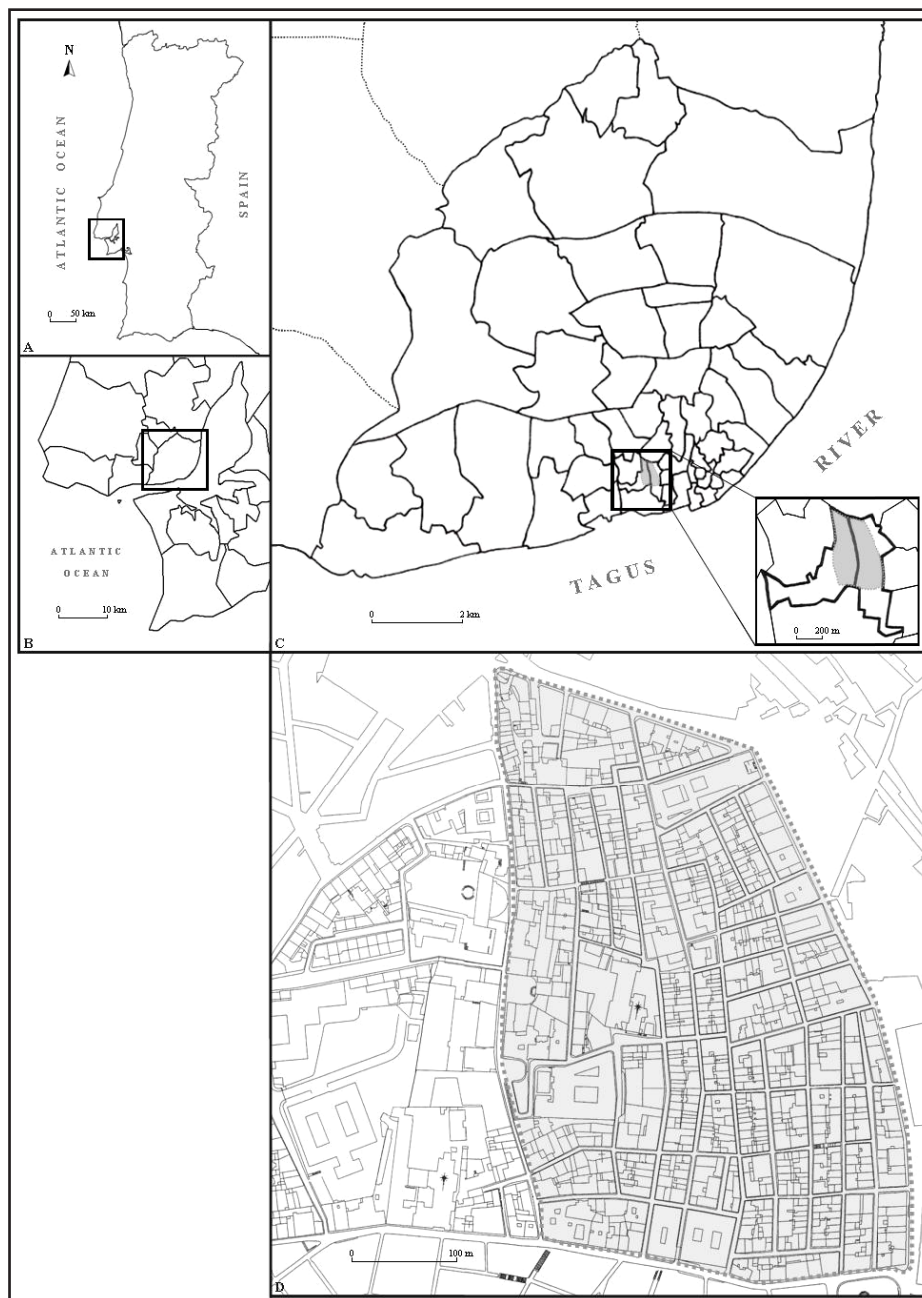 N
ATLANTIC OCEAN
SPAIN
0 50 km
A
ATLANTIC
OCEAN
0 10 km
B
RIVER
TAGUS
0 2 km
C
0 200 m
0 100 m
D